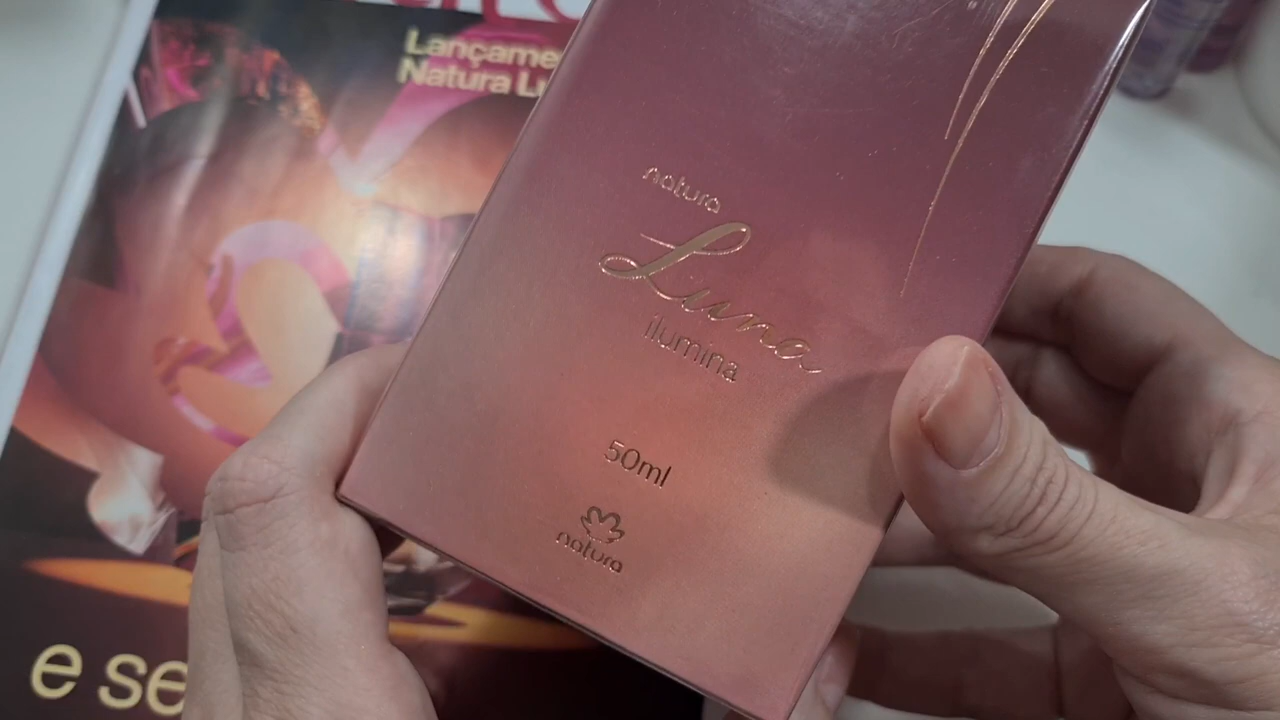 Lançame
Natura Lu
natura
Luna
ilumina
50ml
natura
e se